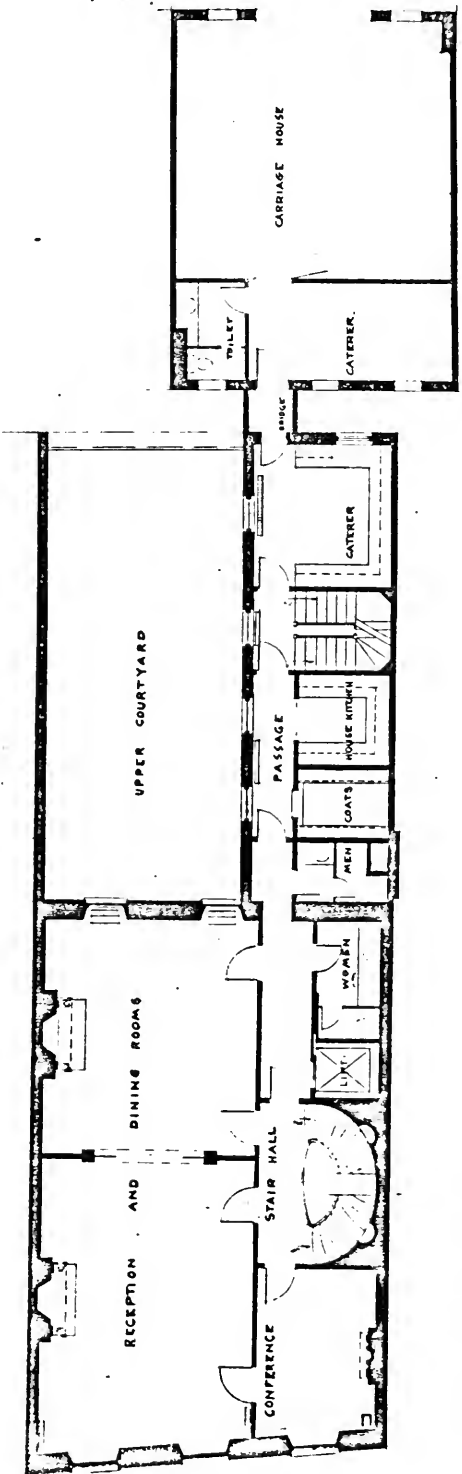 CARRIAGE HOUSE
TOILET
CATERER
BRIDGE
CATERER
UPPER COURTYARD
PASSAGE
HOUSE KITCHEN
COATS
MEN
WOMEN
LIFT
RECEPTION AND DINING ROOMS
STAIR HALL
CONFERENCE